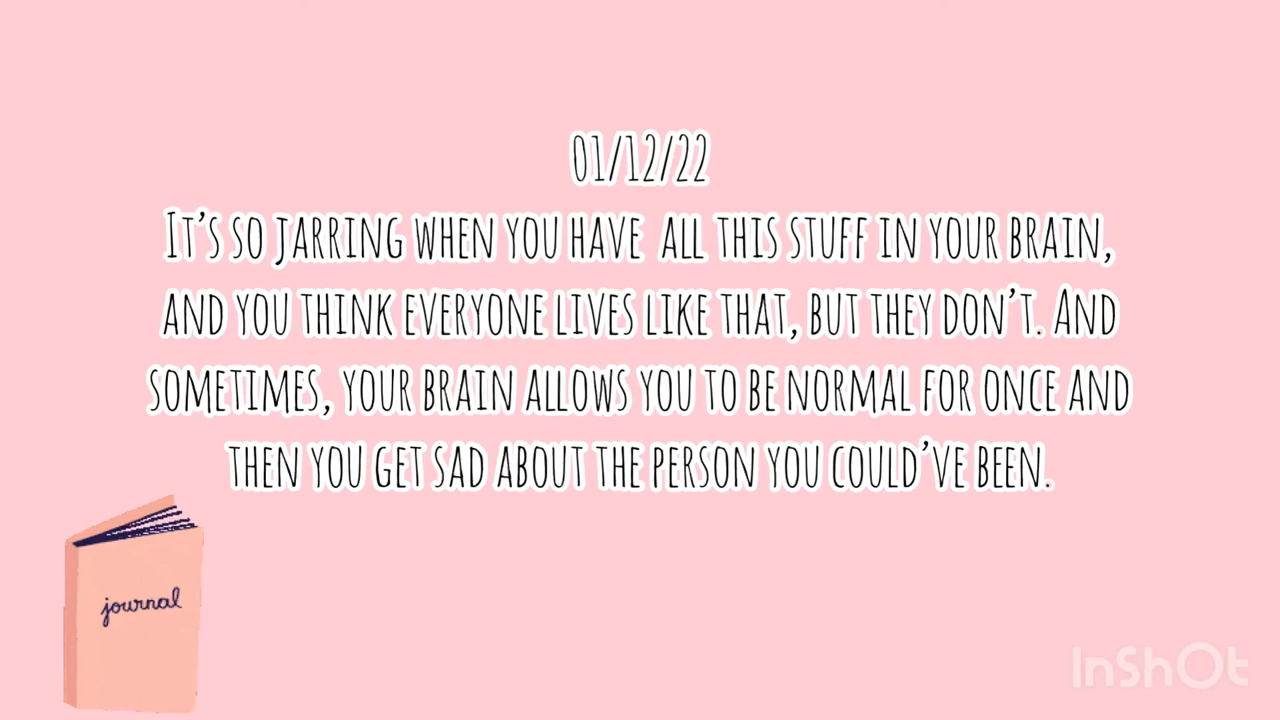 01/12/22
It's so jarring when you have all this stuff in your brain,
and you think everyone lives like that, but they don't. And
sometimes, your brain allows you to be normal for once and
then you get sad about the person you could've been.
journal
InShOt